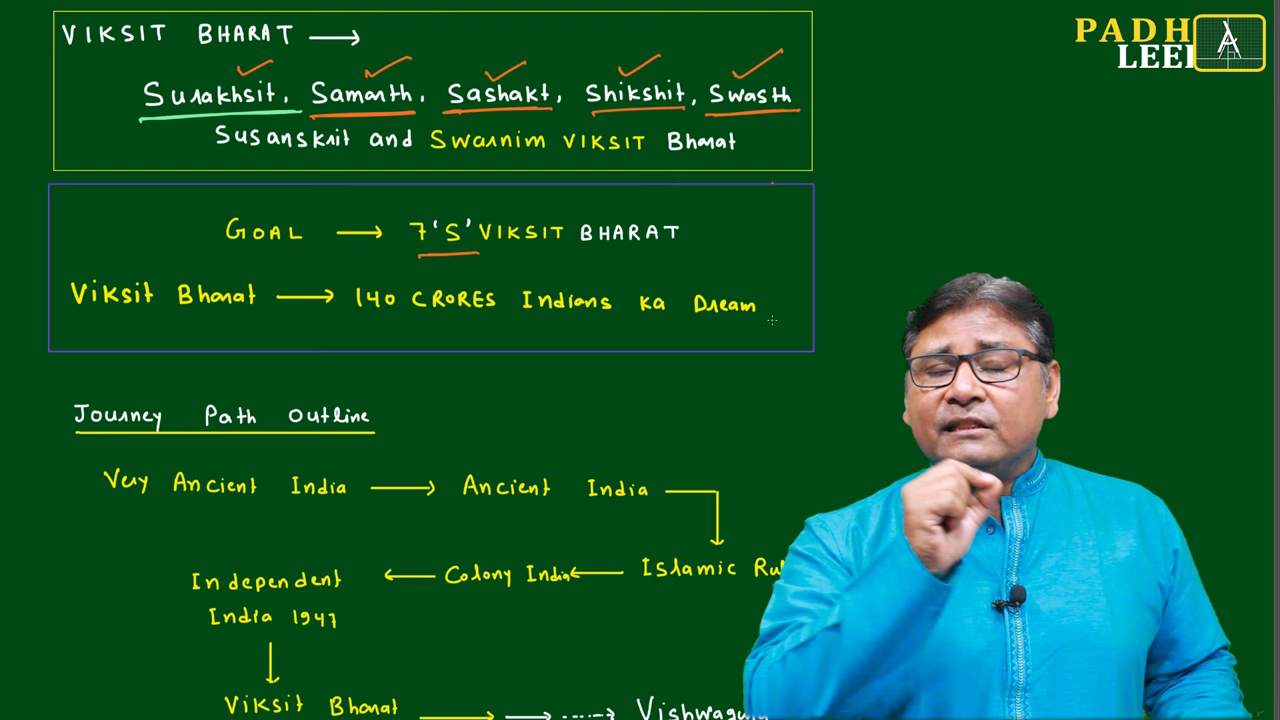 VIKSIT BHARAT →
PADH
LEEK
Surakhsit, Samarth, Sashakt, Shikshit, Swasth
Susanskrit and Swarnim VIKSIT Bharat
GOAL → 7'S' VIKSIT BHARAT
Viksit Bharat → 140 CRORES Indians ka Dream
Journey Path Outline
Very Ancient India → Ancient India
Independent ← Colony India ← Islamic
India 1947
Viksit Bharat → → ....→